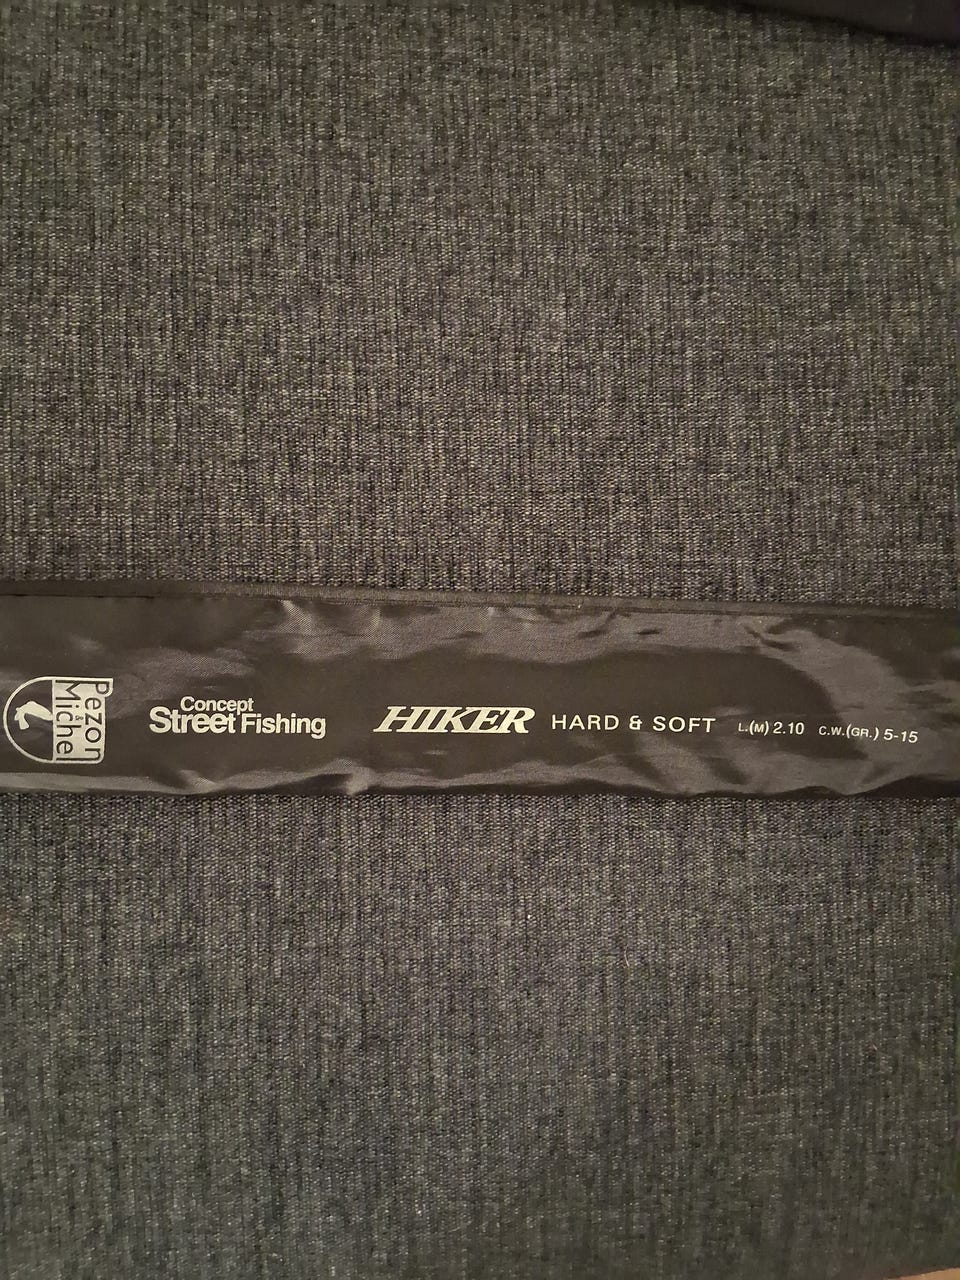 Pezon
&
Michel
Concept
Street Fishing
HIKER HARD & SOFT L.(M) 2.10 C.W.(GR.) 5-15